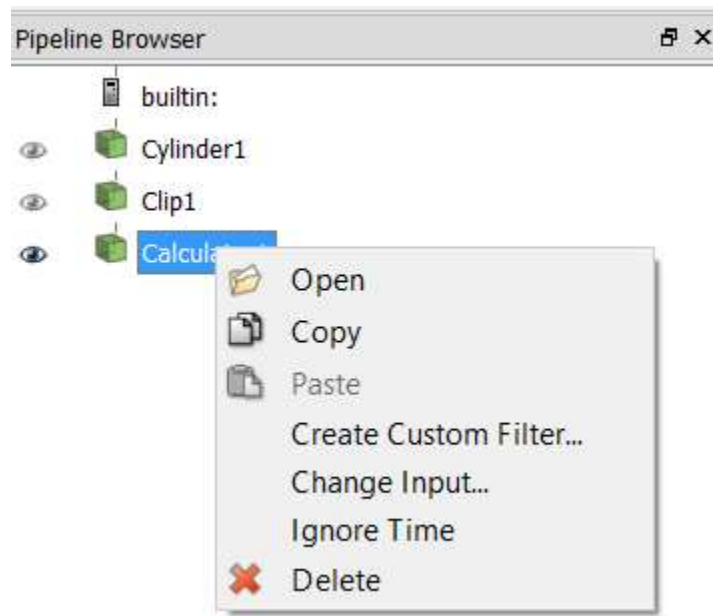 Pipeline Browser
builtin:
Cylinder1
Clip1
Open
Copy
Paste
Create Custom Filter...
Change Input...
Ignore Time
Delete